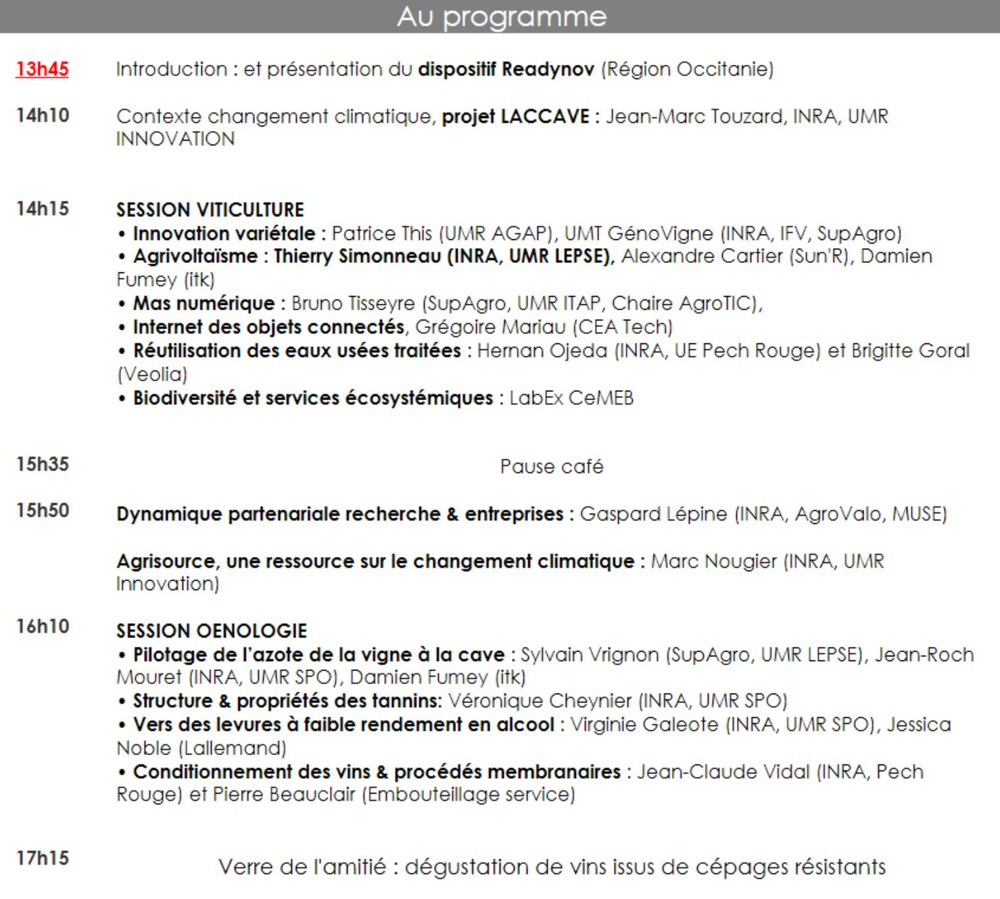 Au programme
13h45 Introduction : et présentation du dispositif Readynov (Région Occitanie)
14h10 Contexte changement climatique, projet LACCAVE : Jean-Marc Touzard, INRA, UMR
INNOVATION
14h15 SESSION VITICULTURE
• Innovation variétale : Patrice This (UMR AGAP), UMT GénoVigne (INRA, IFV, SupAgro)
• Agrivoltaïsme : Thierry Simonneau (INRA, UMR LEPSE), Alexandre Cartier (Sun'R), Damien
Fumey (itk)
• Mas numérique : Bruno Tisseyre (SupAgro, UMR ITAP, Chaire AgroTIC),
• Internet des objets connectés, Grégoire Mariau (CEA Tech)
• Réutilisation des eaux usées traitées : Hernan Ojeda (INRA, UE Pech Rouge) et Brigitte Goral
(Veolia)
• Biodiversité et services écosystémiques : LabEx CeMEB
15h35 Pause café
15h50 Dynamique partenariale recherche & entreprises : Gaspard Lépine (INRA, AgroValo, MUSE)
Agrisource, une ressource sur le changement climatique : Marc Nougier (INRA, UMR
Innovation)
16h10 SESSION OENOLOGIE
• Pilotage de l'azote de la vigne à la cave : Sylvain Vrignon (SupAgro, UMR LEPSE), Jean-Roch
Mouret (INRA, UMR SPO), Damien Fumey (itk)
• Structure & propriétés des tannins: Véronique Cheynier (INRA, UMR SPO)
• Vers des levures à faible rendement en alcool : Virginie Galeote (INRA, UMR SPO), Jessica
Noble (Lallemand)
• Conditionnement des vins & procédés membranaires : Jean-Claude Vidal (INRA, Pech
Rouge) et Pierre Beauclair (Embouteillage service)
17h15 Verre de l'amitié : dégustation de vins issus de cépages résistants